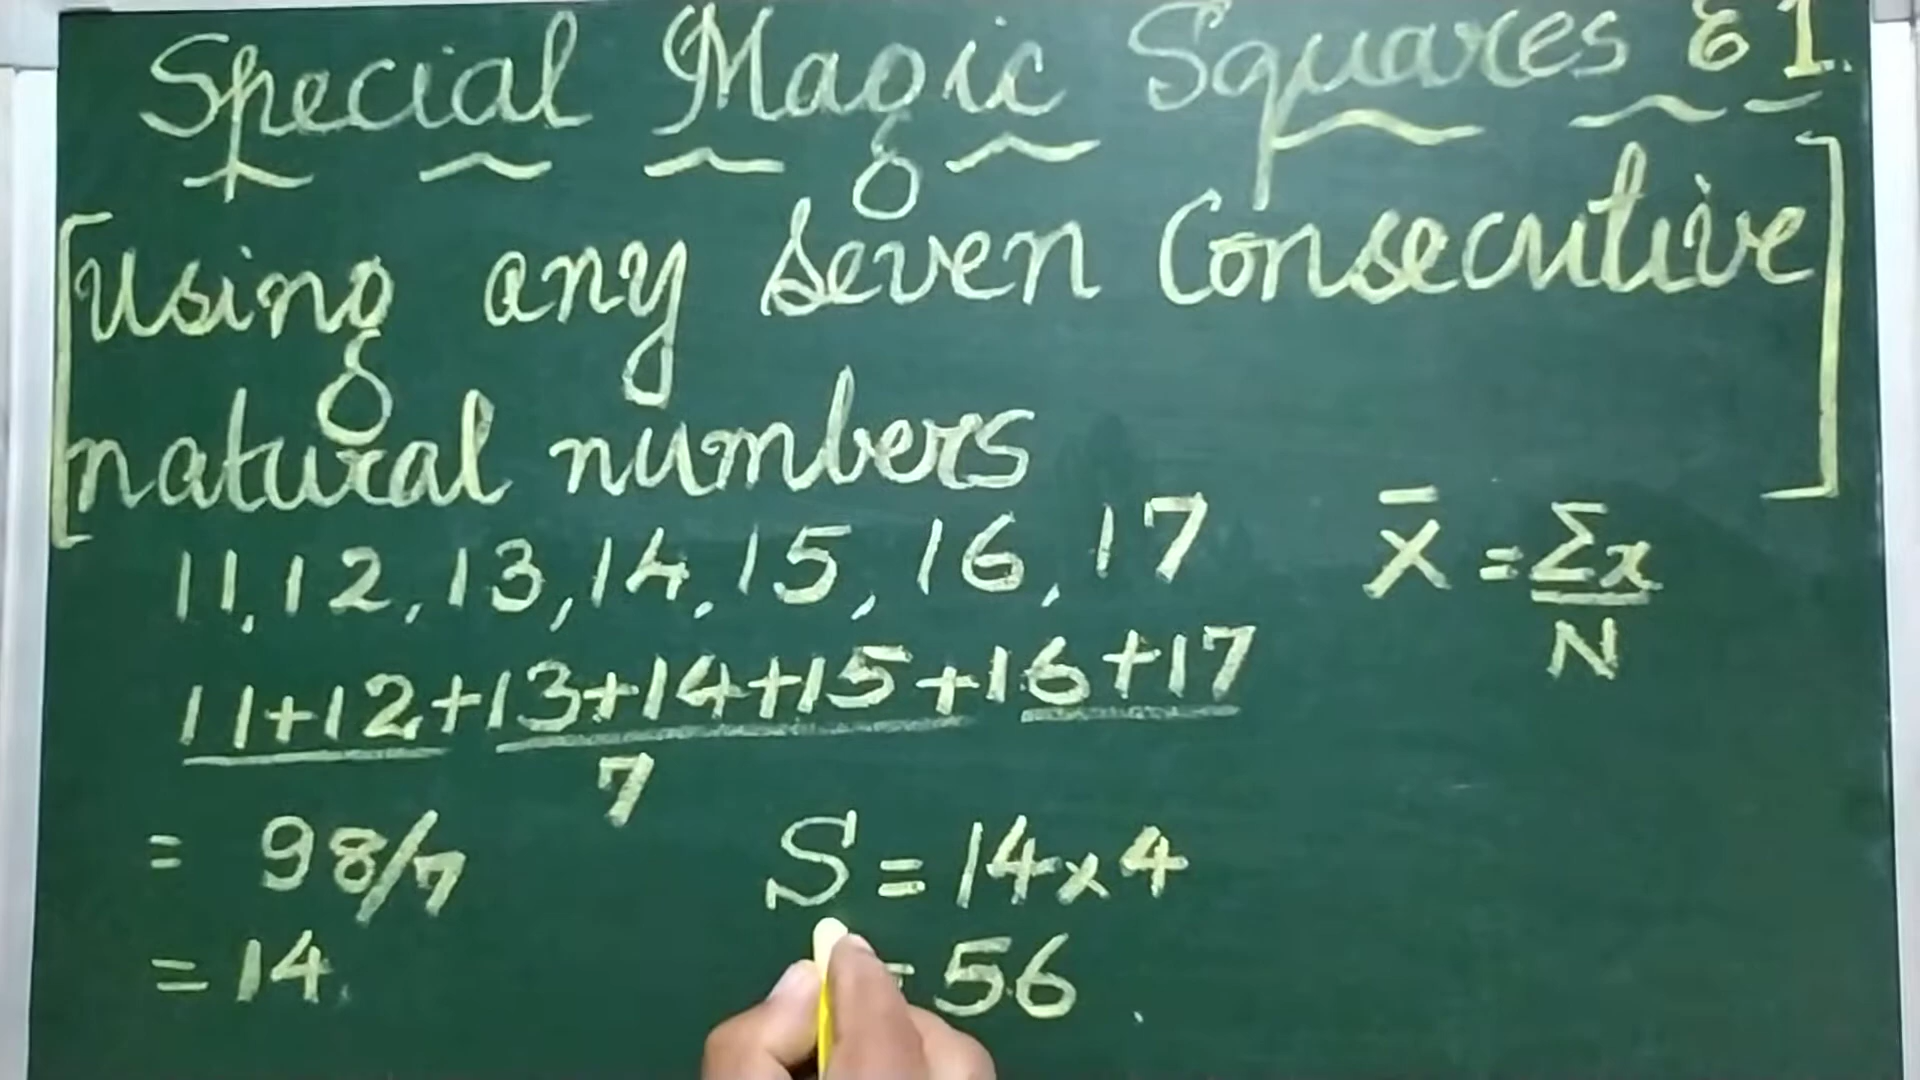 Special Magic Squares 61.
[using any seven Consecutive
natural numbers]
11, 12, 13, 14, 15, 16, 17
X̄ = Σx/N
11+12+13+14+15+16+17
7
= 98/7
S = 14×4
= 14
= 56